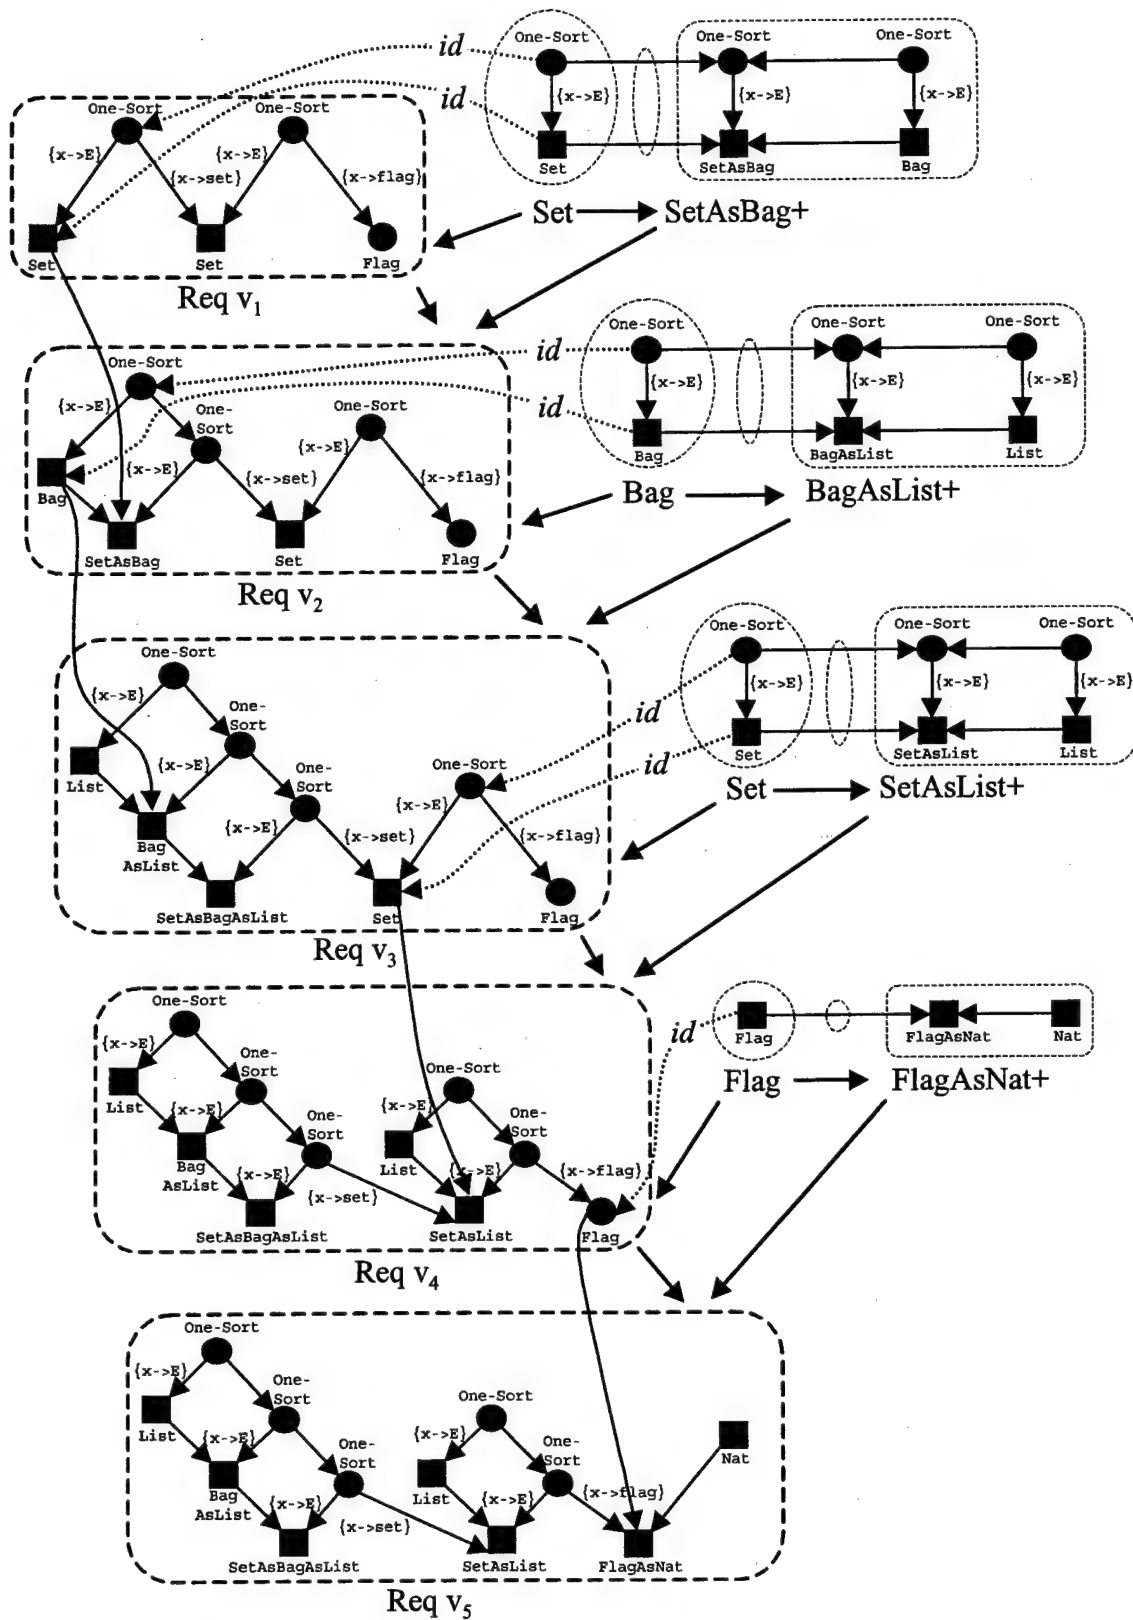 One-Sort One-Sort One-Sort
id
{x->E} {x->E} {x->E}
id
Set SetAsBag Bag
Set SetAsBag+
One-Sort One-Sort
{x->E} {x->set} {x->E} {x->flag}
Set Set Flag
Req v1
One-Sort One-Sort One-Sort
id
{x->E} {x->E} {x->E}
id
Bag BagAsList List
Bag BagAsList+
One-Sort
{x->E} One-
Sort
One-Sort
{x->E} {x->set} {x->E} {x->flag}
Bag
SetAsBag Set Flag
Req v2
One-Sort One-Sort One-Sort
{x->E} {x->E} {x->E}
id
id
Set SetAsList List
Set SetAsList+
One-Sort
{x->E} One-
Sort
List {x->E} One-
Sort
One-Sort
Bag
AsList
{x->E} {x->set} {x->E} {x->flag}
SetAsBagAsList Set Flag
Req v3
id
Flag FlagAsNat Nat
Flag FlagAsNat+
One-Sort
{x->E} One-
Sort
List {x->E} One-
Sort
Bag
AsList
{x->E} {x->set}
One-Sort
{x->E} One-
Sort
List {x->E} {x->flag}
SetAsBagAsList SetAsList Flag
Req v4
One-Sort
{x->E} One-
Sort
List {x->E} One-
Sort
Bag
AsList
{x->E} {x->set}
One-Sort
{x->E} One-
Sort
List {x->E} {x->flag}
Nat
SetAsBagAsList SetAsList FlagAsNat
Req v5